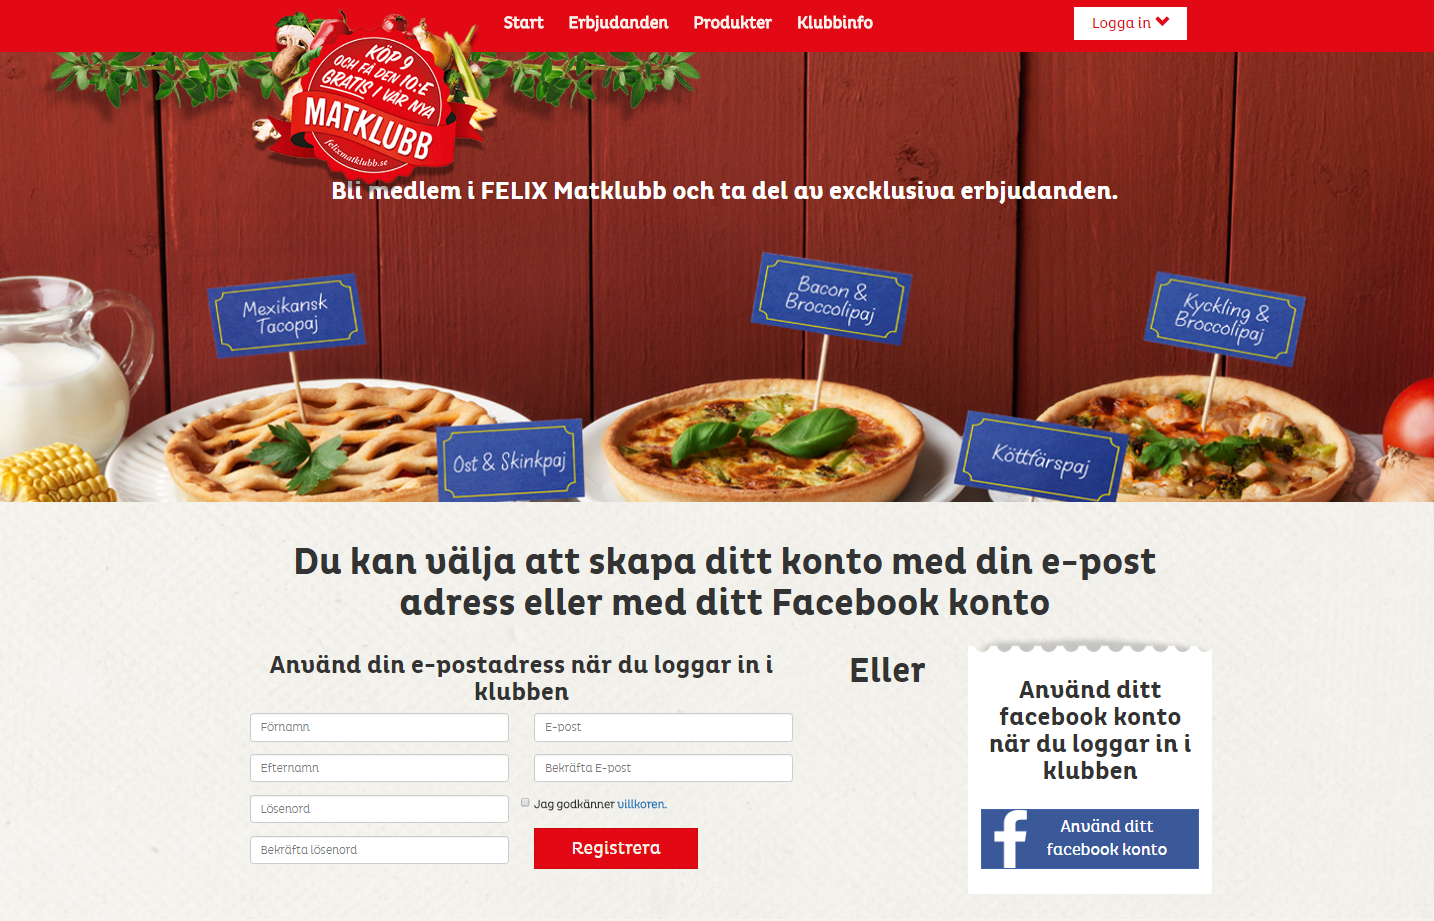 Start Erbjudanden Produkter Klubbinfo
Logga in
KÖP 9
OCH FÅ DEN 10:E
GRATIS I VÅR NYA
MATKLUBB
felixmatklubb.se
Bli medlem i FELIX Matklubb och ta del av excklusiva erbjudanden.
Mexikansk
Tacopaj
Bacon &
Broccolipaj
Kyckling &
Broccolipaj
Ost & Skinkpaj
Köttfärspaj
Du kan välja att skapa ditt konto med din e-post
adress eller med ditt Facebook konto
Använd din e-postadress när du loggar in i
klubben
Förnamn
E-post
Efternamn
Bekräfta E-post
Lösenord
Jag godkänner villkoren.
Bekräfta lösenord
Registrera
Eller
Använd ditt
facebook konto
när du loggar in i
klubben
Använd ditt
facebook konto